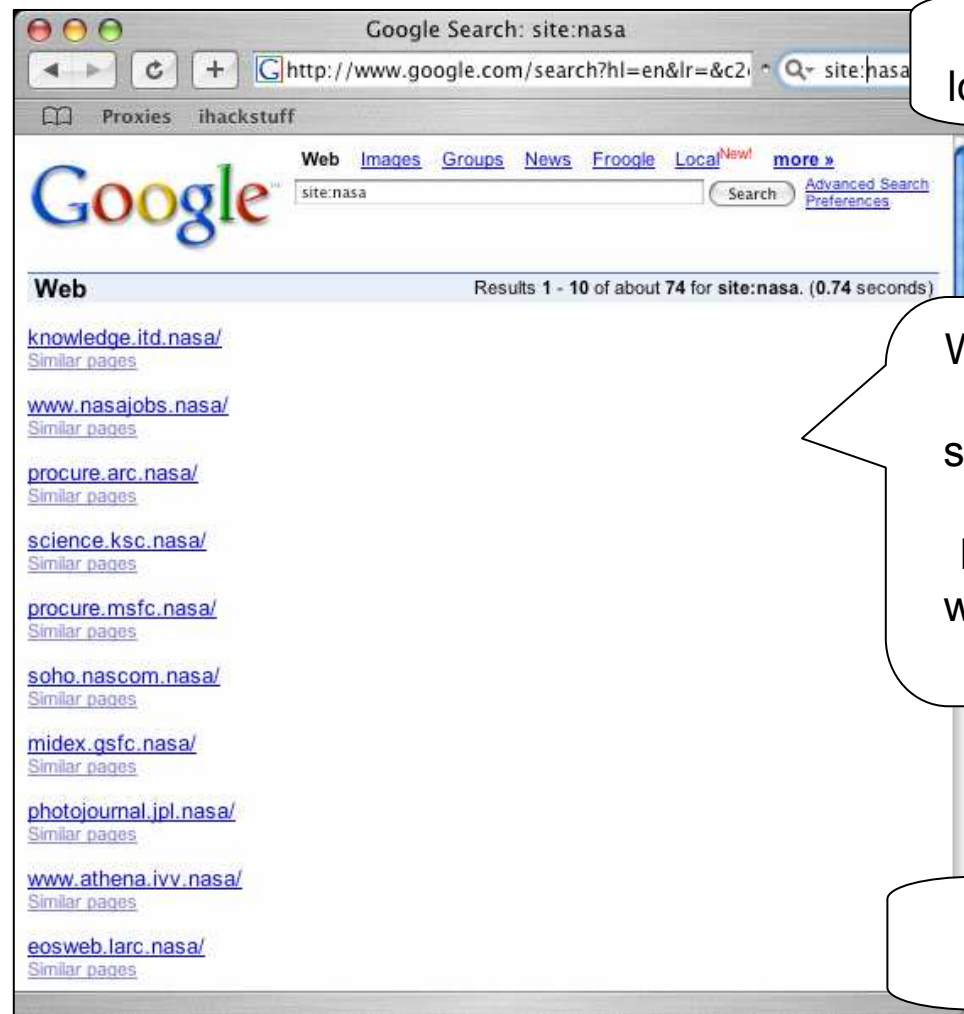 Google Search: site:nasa
http://www.google.com/search?hl=en&lr=&c2 site:nasa
Proxies ihackstuff
Google
Web Images Groups News Froogle Local New! more »
site:nasa Search Advanced Search
Preferences
Web Results 1 - 10 of about 74 for site:nasa. (0.74 seconds)
knowledge.itd.nasa/
Similar pages
www.nasajobs.nasa/
Similar pages
procure.arc.nasa/
Similar pages
science.ksc.nasa/
Similar pages
procure.msfc.nasa/
Similar pages
soho.nascom.nasa/
Similar pages
midex.gsfc.nasa/
Similar pages
photojournal.jpl.nasa/
Similar pages
www.athena.ivv.nasa/
Similar pages
eosweb.larc.nasa/
Similar pages